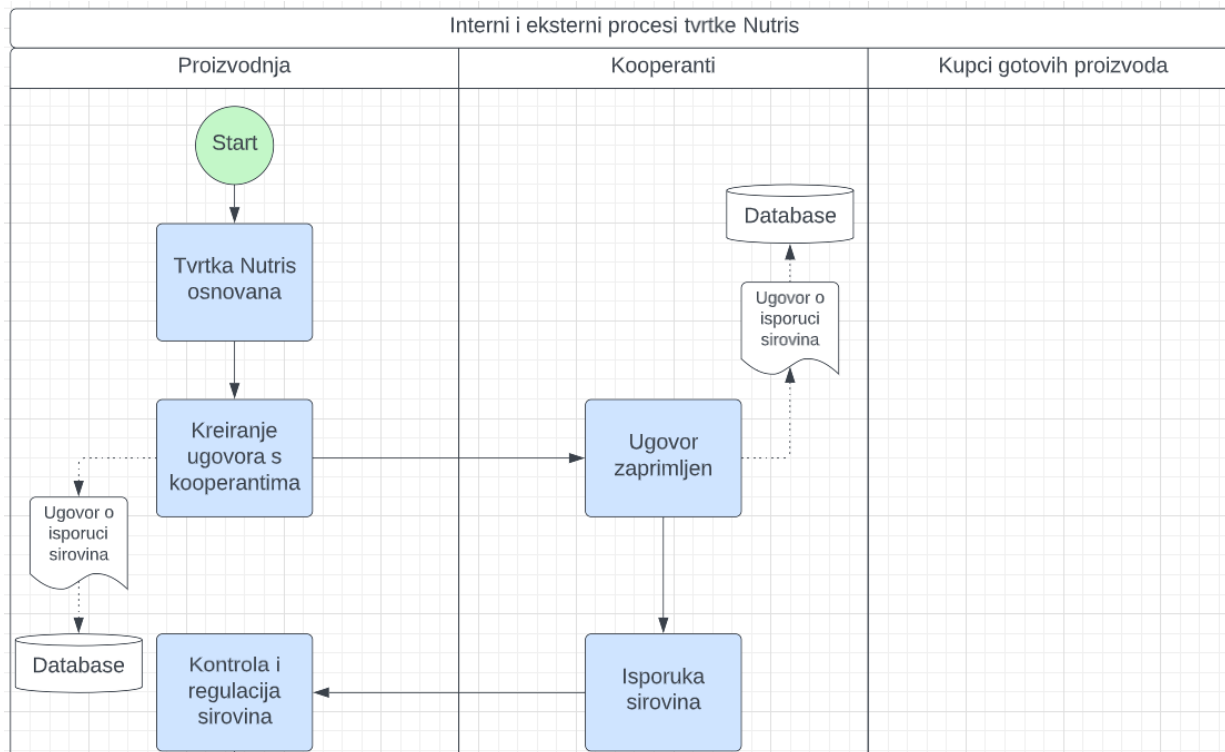 Interni i eksterni procesi tvrtke Nutris
Proizvodnja
Kooperanti
Kupci gotovih proizvoda
Start
Database
Tvrtka Nutris
osnovana
Ugovor o
isporuci
sirovina
Kreiranje
ugovora s
kooperantima
Ugovor
zaprimljen
Ugovor o
isporuci
sirovina
Database
Kontrola i
regulacija
sirovina
Isporuka
sirovina